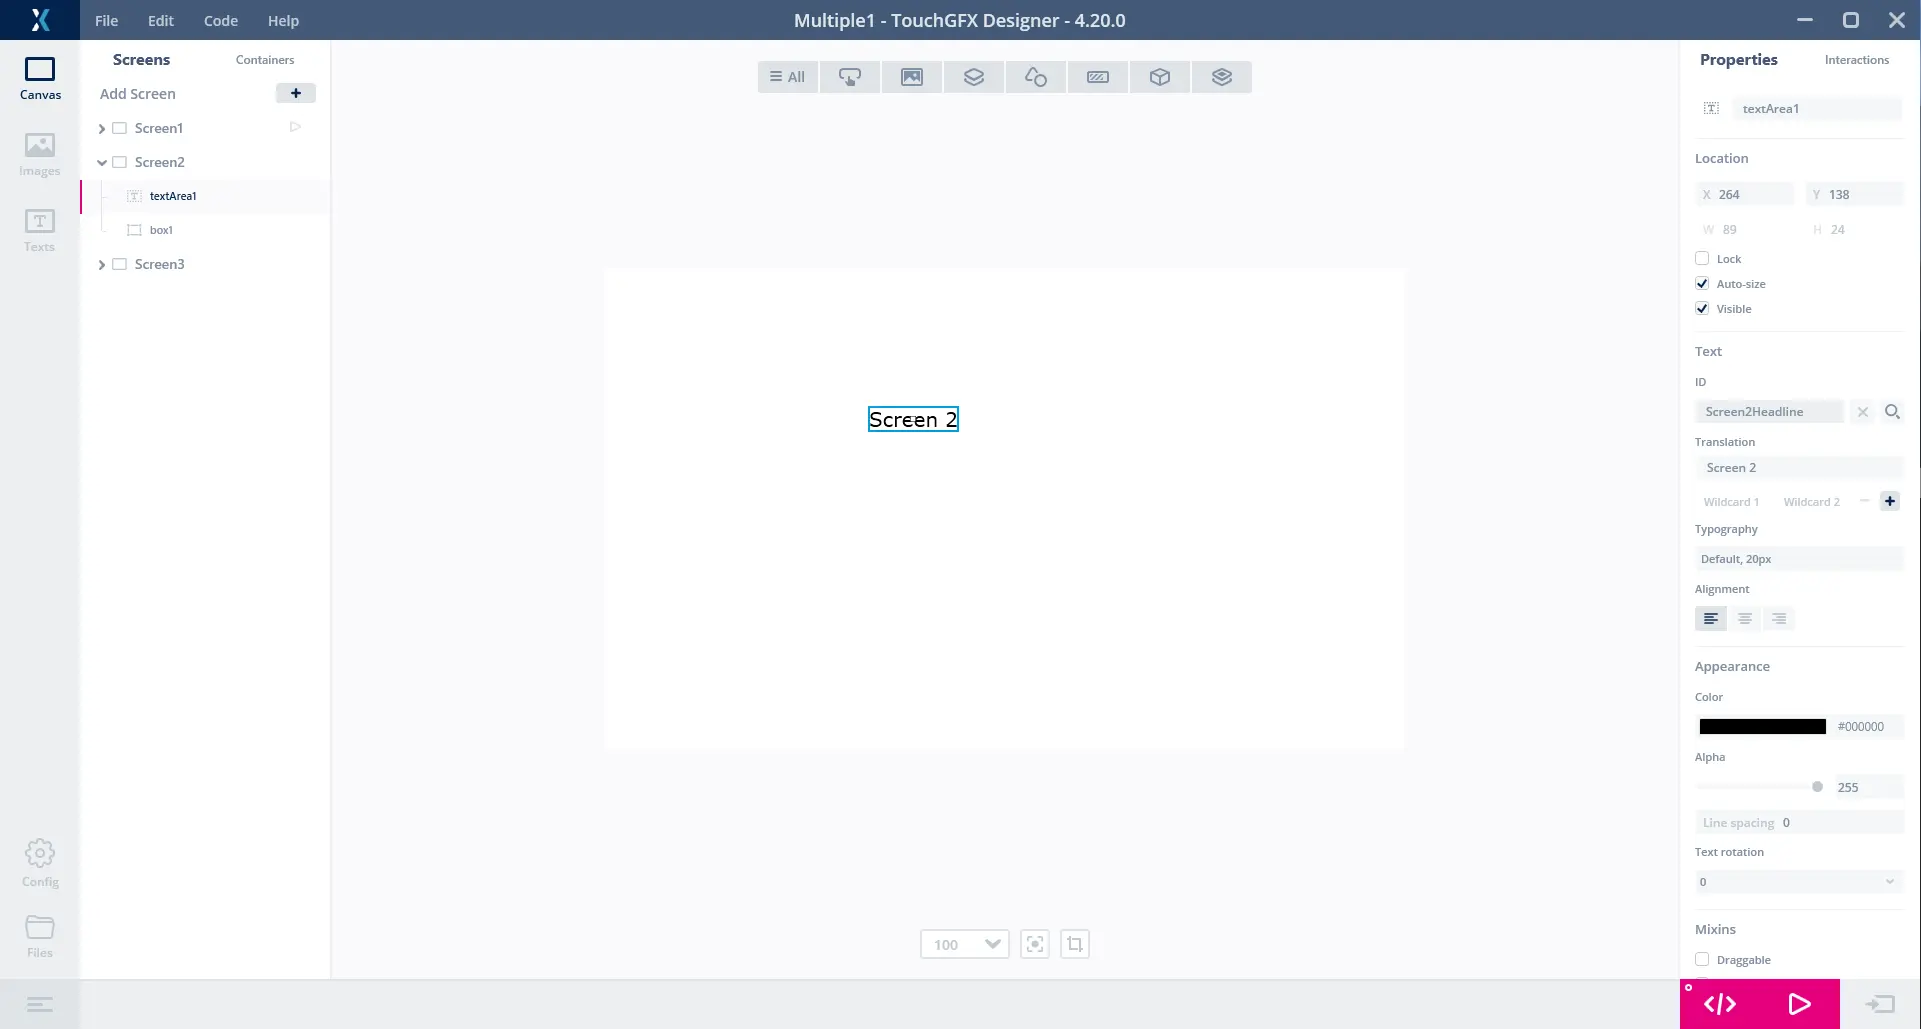 File Edit Code Help
Multiple1 - TouchGFX Designer - 4.20.0
Canvas
Images
Texts
Config
Files
Screens Containers
Add Screen
Screen1
Screen2
textArea1
box1
Screen3
All
Screen 2
100
Properties Interactions
textArea1
Location
X 264 Y 138
W 89 H 24
Lock
Auto-size
Visible
Text
ID
Screen2Headline
Translation
Screen 2
Wildcard 1 Wildcard 2
Typography
Default, 20px
Alignment
Appearance
Color
#000000
Alpha
255
Line spacing 0
Text rotation
0
Mixins
Draggable